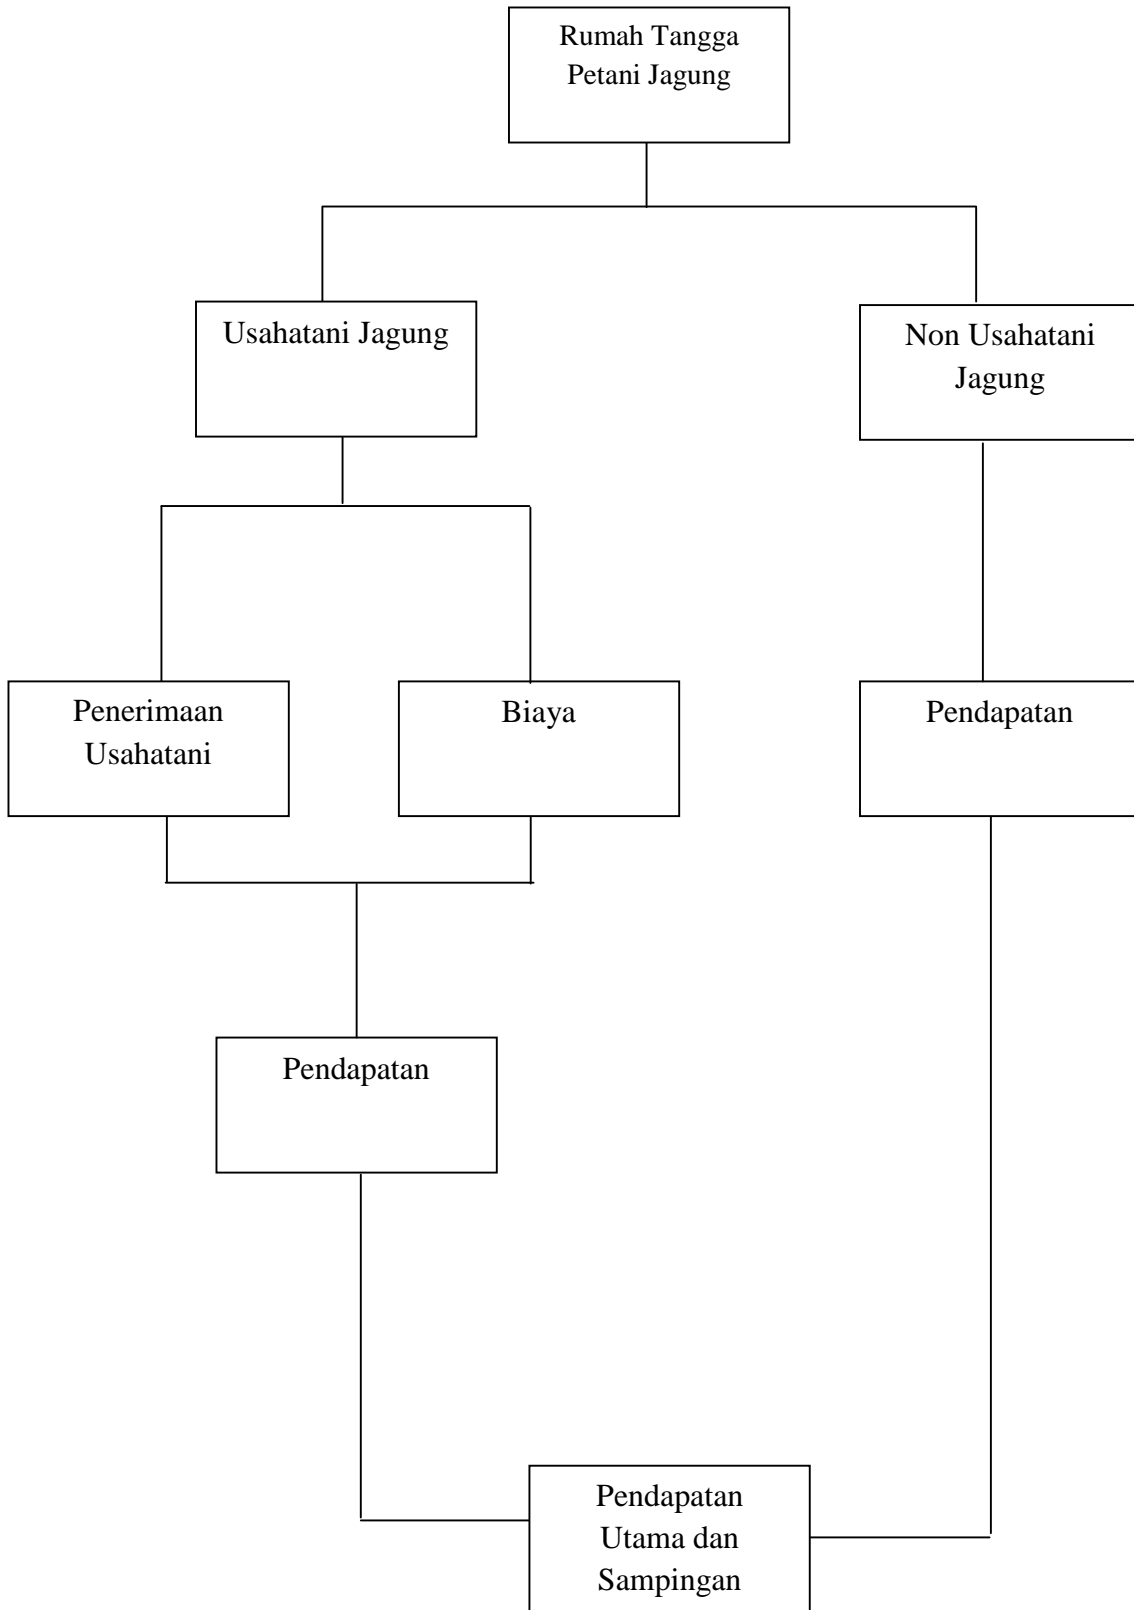 Rumah Tangga
Petani Jagung
Usahatani Jagung
Non Usahatani
Jagung
Penerimaan
Usahatani
Biaya
Pendapatan
Pendapatan
Pendapatan
Utama dan
Sampingan